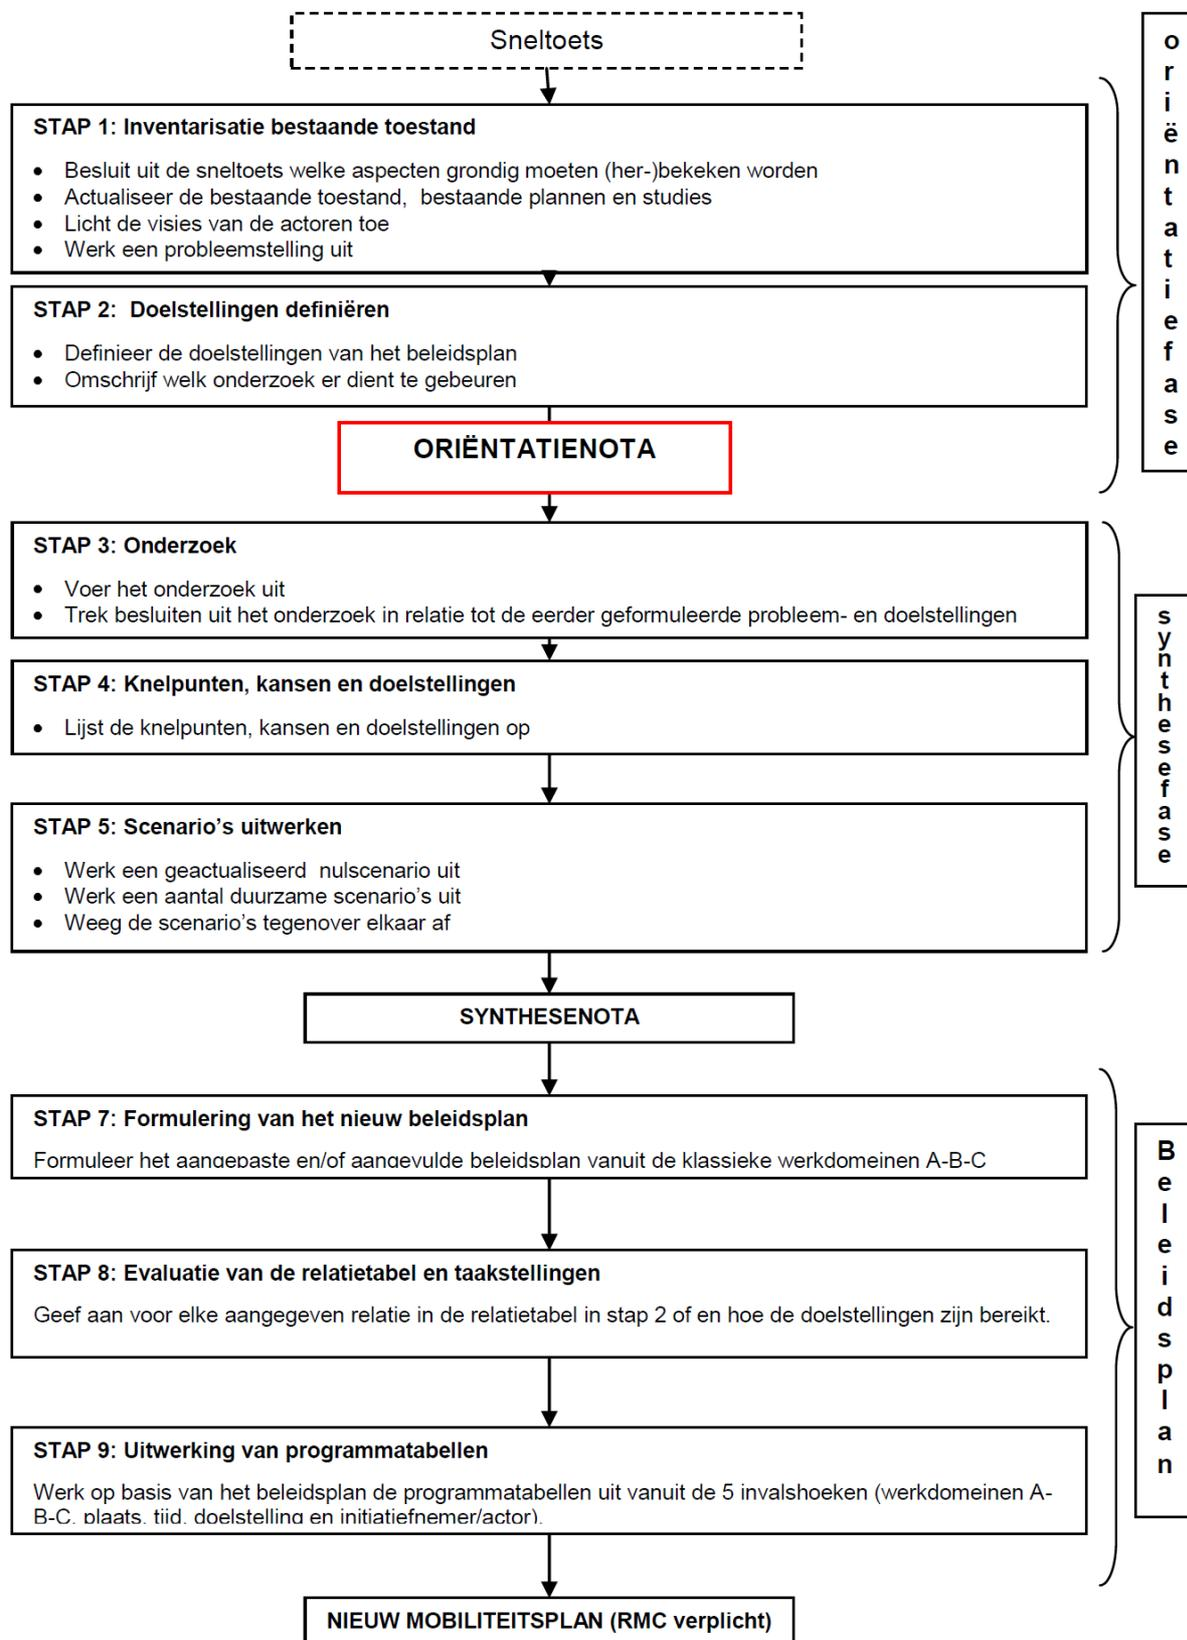 Sneltoets
oriëntatiefase
STAP 1: Inventarisatie bestaande toestand
• Besluit uit de sneltoets welke aspecten grondig moeten (her-)bekeken worden
• Actualiseer de bestaande toestand, bestaande plannen en studies
• Licht de visies van de actoren toe
• Werk een probleemstelling uit
STAP 2: Doelstellingen definiëren
• Definieer de doelstellingen van het beleidsplan
• Omschrijf welk onderzoek er dient te gebeuren
ORIËNTATIENOTA
STAP 3: Onderzoek
• Voer het onderzoek uit
• Trek besluiten uit het onderzoek in relatie tot de eerder geformuleerde probleem- en doelstellingen
synthesefase
STAP 4: Knelpunten, kansen en doelstellingen
• Lijst de knelpunten, kansen en doelstellingen op
STAP 5: Scenario's uitwerken
• Werk een geactualiseerd nulscenario uit
• Werk een aantal duurzame scenario's uit
• Weeg de scenario's tegenover elkaar af
SYNTHESENOTA
STAP 7: Formulering van het nieuw beleidsplan
Formuleer het aangepaste en/of aangevulde beleidsplan vanuit de klassieke werkdomeinen A-B-C
Beleidsplan
STAP 8: Evaluatie van de relatietabel en taakstellingen
Geef aan voor elke aangegeven relatie in de relatietabel in stap 2 of en hoe de doelstellingen zijn bereikt.
STAP 9: Uitwerking van programmatabellen
Werk op basis van het beleidsplan de programmatabellen uit vanuit de 5 invalshoeken (werkdomeinen A-
B-C, plaats, tijd, doelstelling en initiatiefnemer/actor).
NIEUW MOBILITEITSPLAN (RMC verplicht)